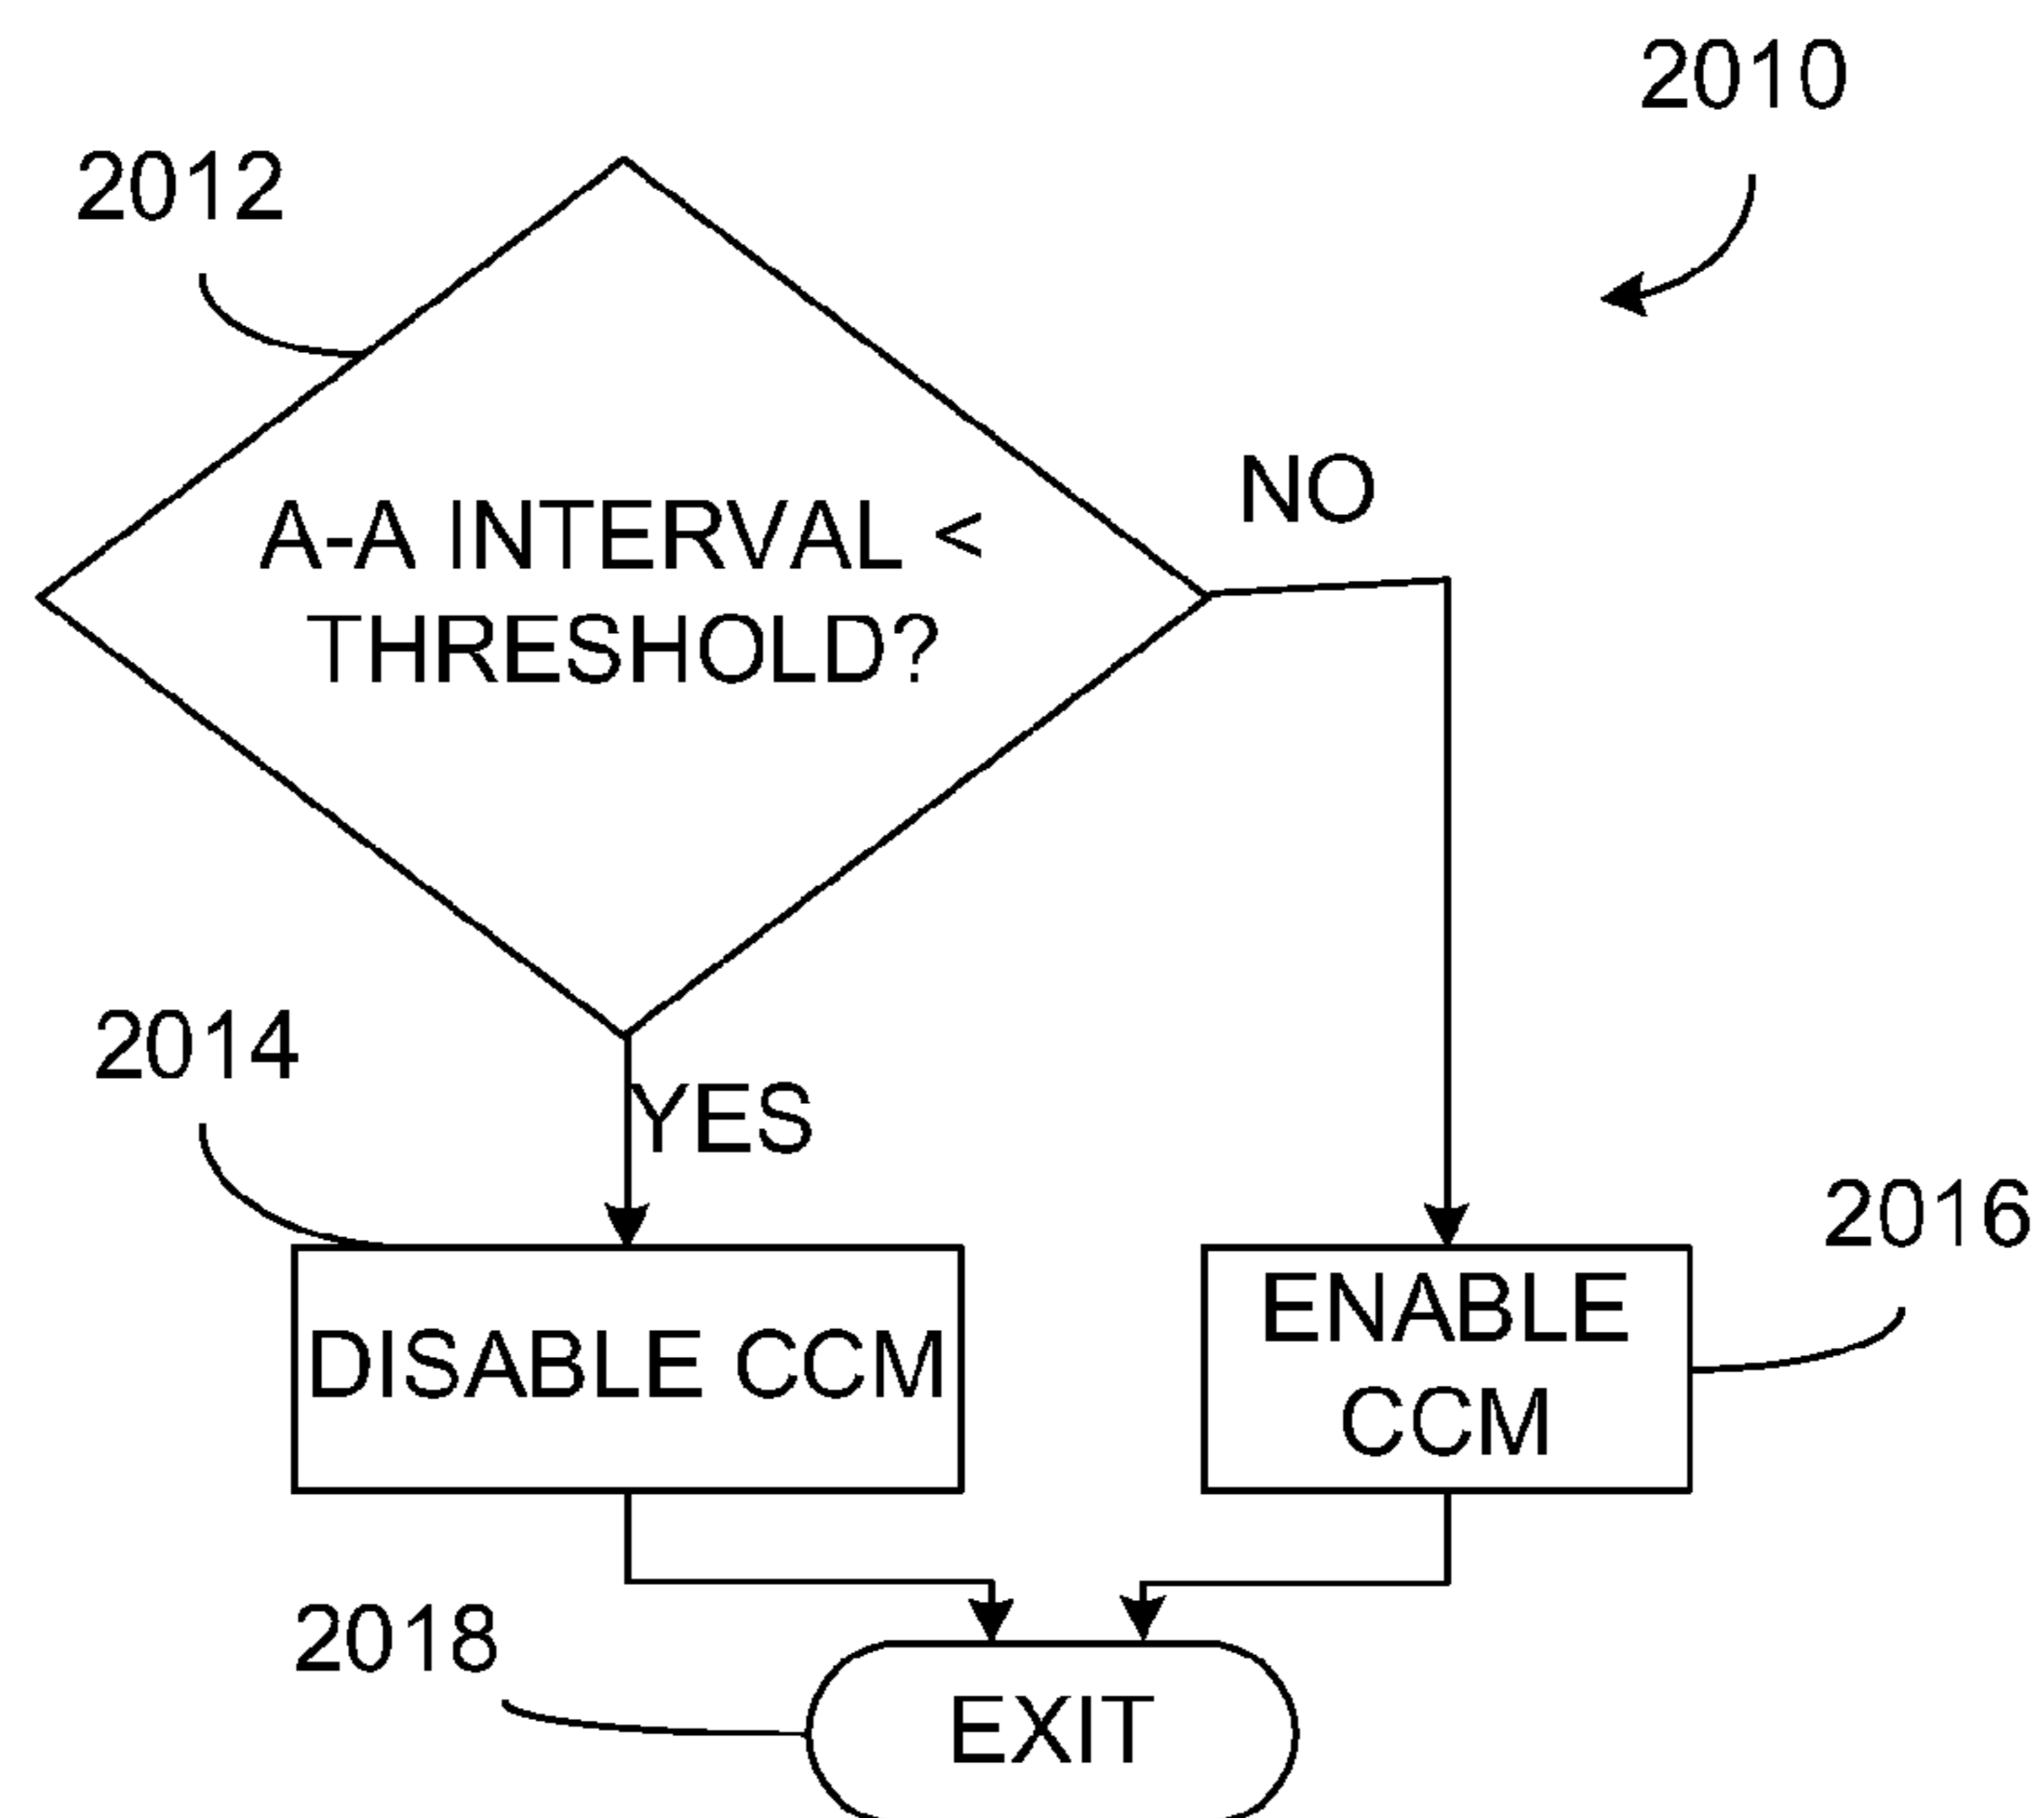 2010
2012
A-A INTERVAL <
THRESHOLD?
NO
YES
2014
2016
DISABLE CCM
ENABLE
CCM
2018
EXIT